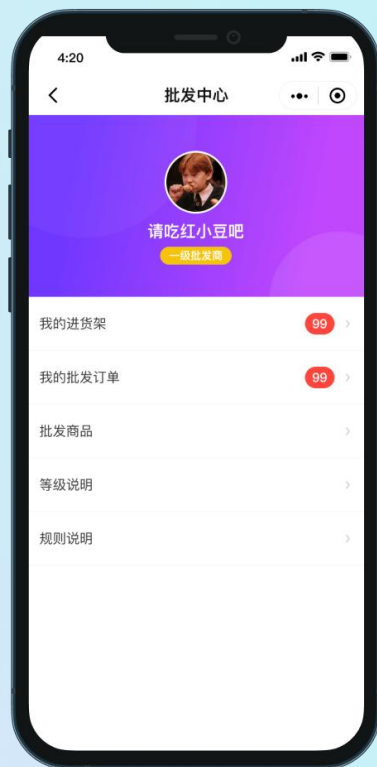 4:20
批发中心
请吃红小豆吧
一级批发商
我的进货架 99
我的批发订单 99
批发商品
等级说明
规则说明